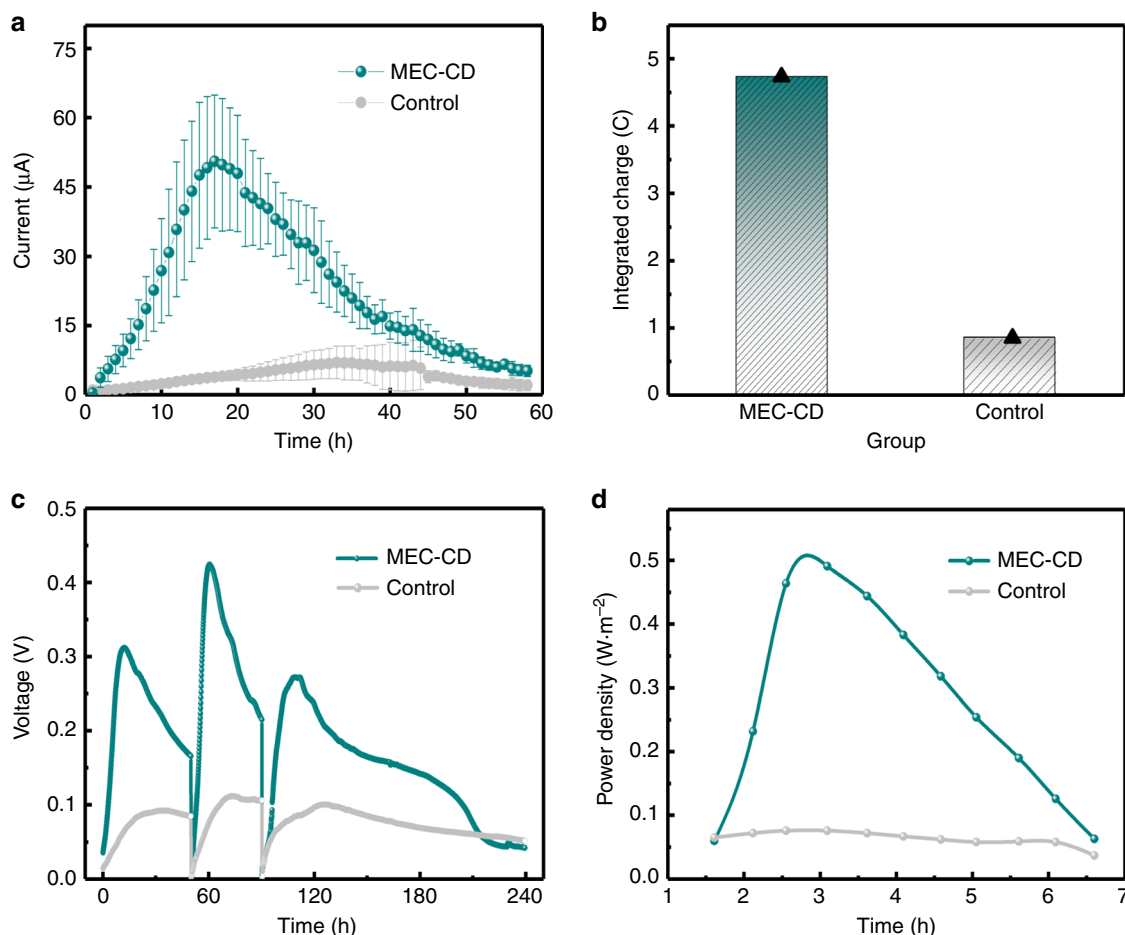 a
75
60
45
30
15
0
Current (μA)
MEC-CD
Control
0 10 20 30 40 50 60
Time (h)
b
5
4
3
2
1
0
Integrated charge (C)
MEC-CD Control
Group
c
0.5
0.4
0.3
0.2
0.1
0.0
Voltage (V)
MEC-CD
Control
0 60 120 180 240
Time (h)
d
0.5
0.4
0.3
0.2
0.1
0.0
Power density (W·m⁻²)
MEC-CD
Control
1 2 3 4 5 6 7
Time (h)